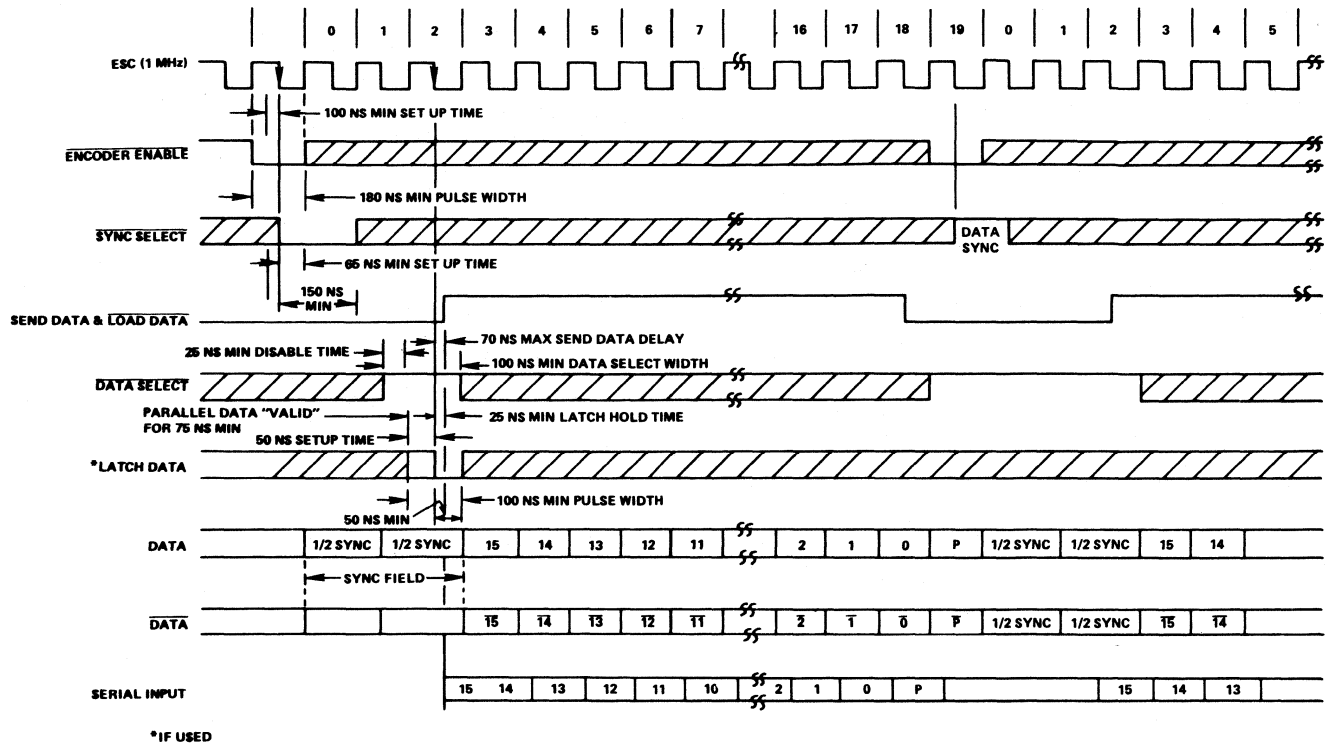 0 1 2 3 4 5 6 7 16 17 18 19 0 1 2 3 4 5
ESC (1 MHz)
100 NS MIN SET UP TIME
ENCODER ENABLE
180 NS MIN PULSE WIDTH
SYNC SELECT
DATA
SYNC
65 NS MIN SET UP TIME
150 NS
MIN
SEND DATA & LOAD DATA
70 NS MAX SEND DATA DELAY
25 NS MIN DISABLE TIME
100 NS MIN DATA SELECT WIDTH
DATA SELECT
PARALLEL DATA "VALID"
FOR 75 NS MIN
25 NS MIN LATCH HOLD TIME
50 NS SETUP TIME
*LATCH DATA
100 NS MIN PULSE WIDTH
50 NS MIN
DATA 1/2 SYNC 1/2 SYNC 15 14 13 12 11 2 1 0 P 1/2 SYNC 1/2 SYNC 15 14
SYNC FIELD
DATA 15 14 13 12 11 2 1 0 P 1/2 SYNC 1/2 SYNC 15 14
SERIAL INPUT 15 14 13 12 11 10 2 1 0 P 15 14 13
*IF USED